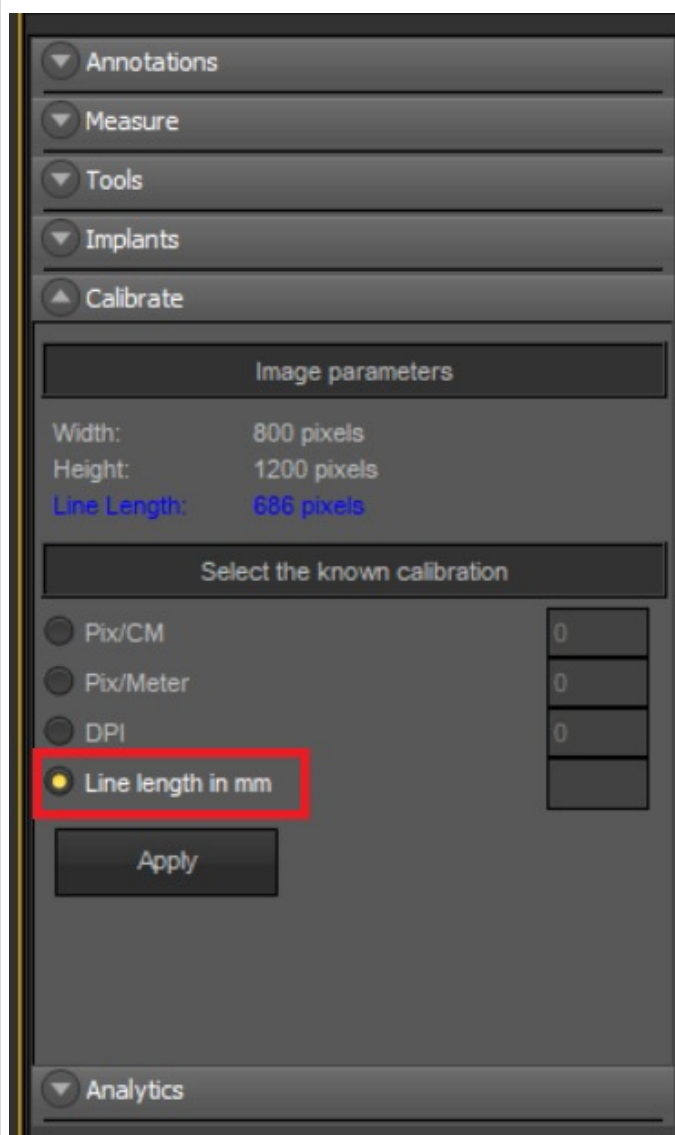 Annotations
Measure
Tools
Implants
Calibrate
Image parameters
Width: 800 pixels
Height: 1200 pixels
Line Length: 686 pixels
Select the known calibration
Pix/CM 0
Pix/Meter 0
DPI 0
Line length in mm
Apply
Analytics